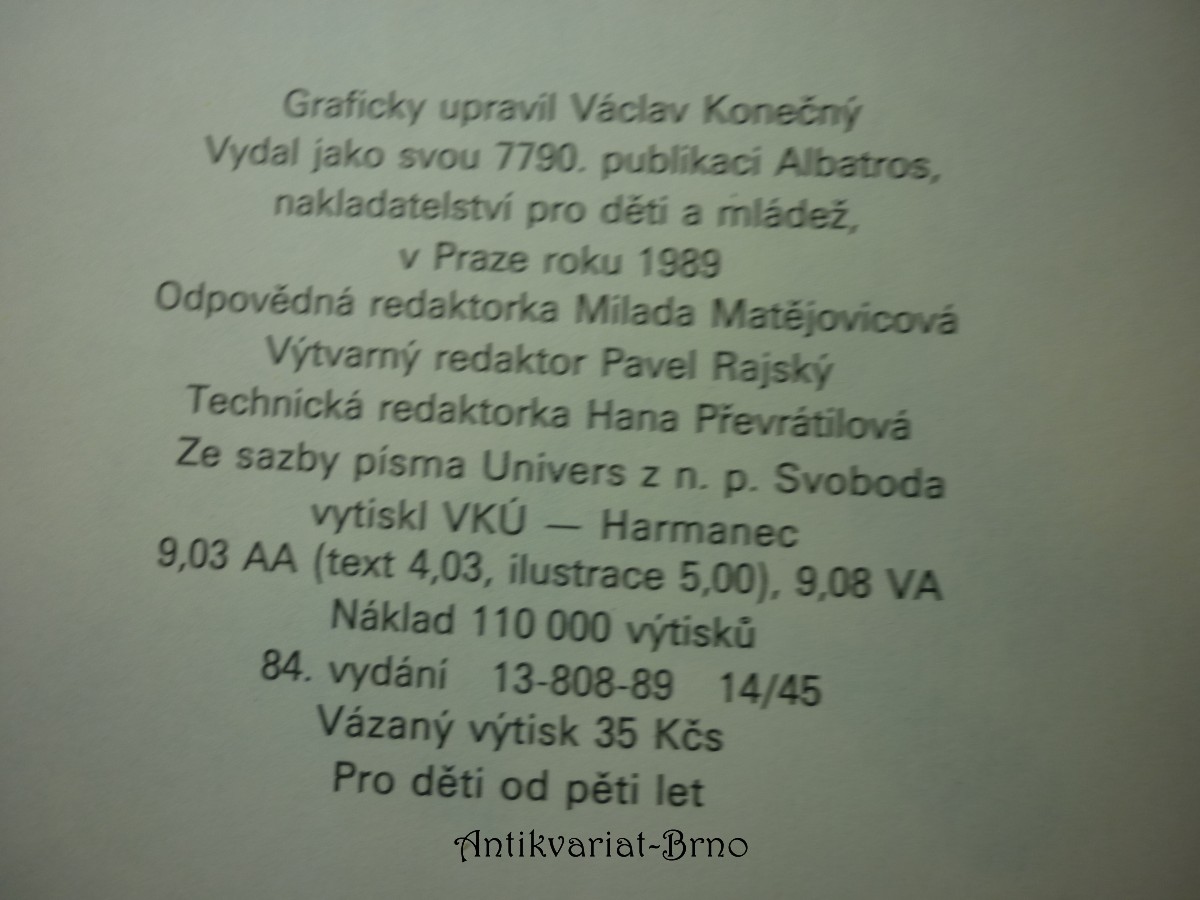 Graficky upravil Václav Konečný
Vydal jako svou 7790. publikaci Albatros,
nakladatelství pro děti a mládež,
v Praze roku 1989
Odpovědná redaktorka Milada Matějovicová
Výtvarný redaktor Pavel Rajský
Technická redaktorka Hana Převrátilová
Ze sazby písma Univers z n. p. Svoboda
vytiskl VKÚ — Harmanec
9,03 AA (text 4,03, ilustrace 5,00), 9,08 VA
Náklad 110 000 výtisků
84. vydání 13-808-89 14/45
Vázaný výtisk 35 Kčs
Pro děti od pěti let
Antikvariat-Brno